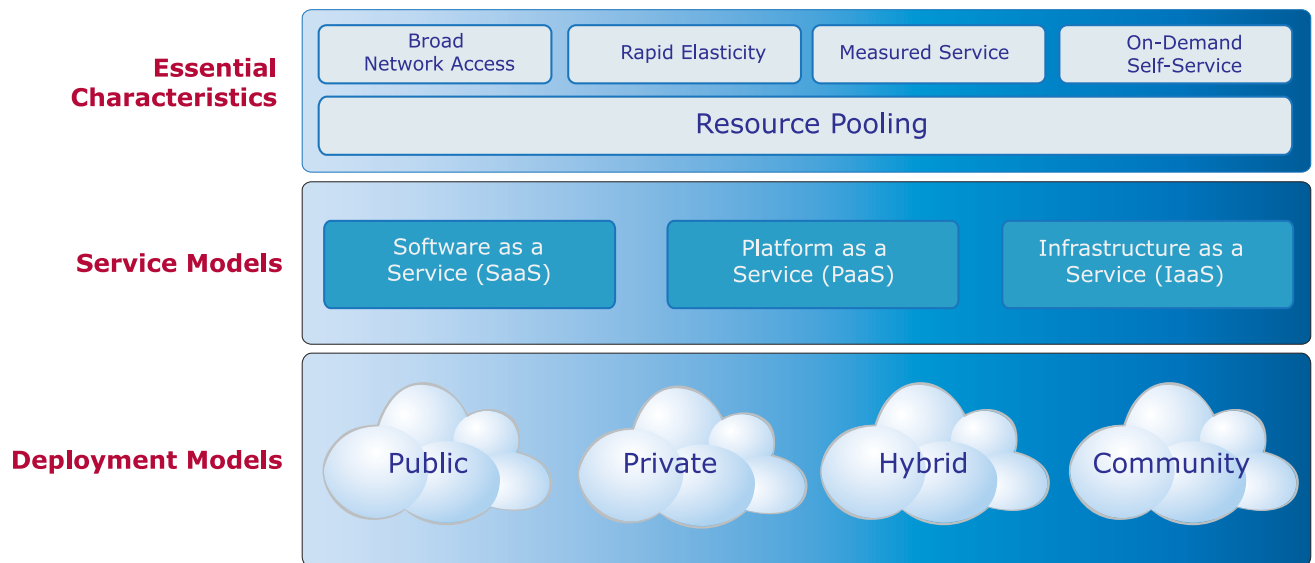 Essential
Characteristics
Broad
Network Access
Rapid Elasticity
Measured Service
On-Demand
Self-Service
Resource Pooling
Service Models
Software as a
Service (SaaS)
Platform as a
Service (PaaS)
Infrastructure as a
Service (IaaS)
Deployment Models
Public
Private
Hybrid
Community